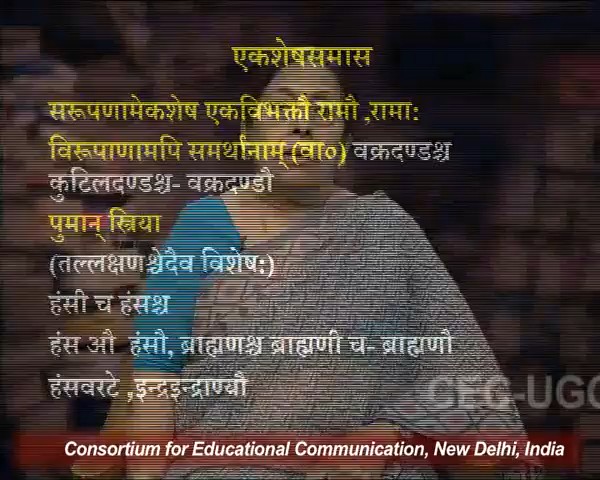 एकशेषसमास
सरूपणामेकशेष एकविभक्तौ रामौ ,रामाः
विरूपाणामपि समर्थानाम् (वा०) वक्रदण्डश्च
कुटिलदण्डश्च- वक्रदण्डौ
पुमान् स्त्रिया
(तल्लक्षणश्चेदैव विशेषः)
हंसी च हंसश्च
हंस औ हंसौ, ब्राह्मणश्च ब्राह्मणी च- ब्राह्मणौ
हंसवरटे ,इन्द्रइन्द्राण्यौ
CEC-UGC
Consortium for Educational Communication, New Delhi, India